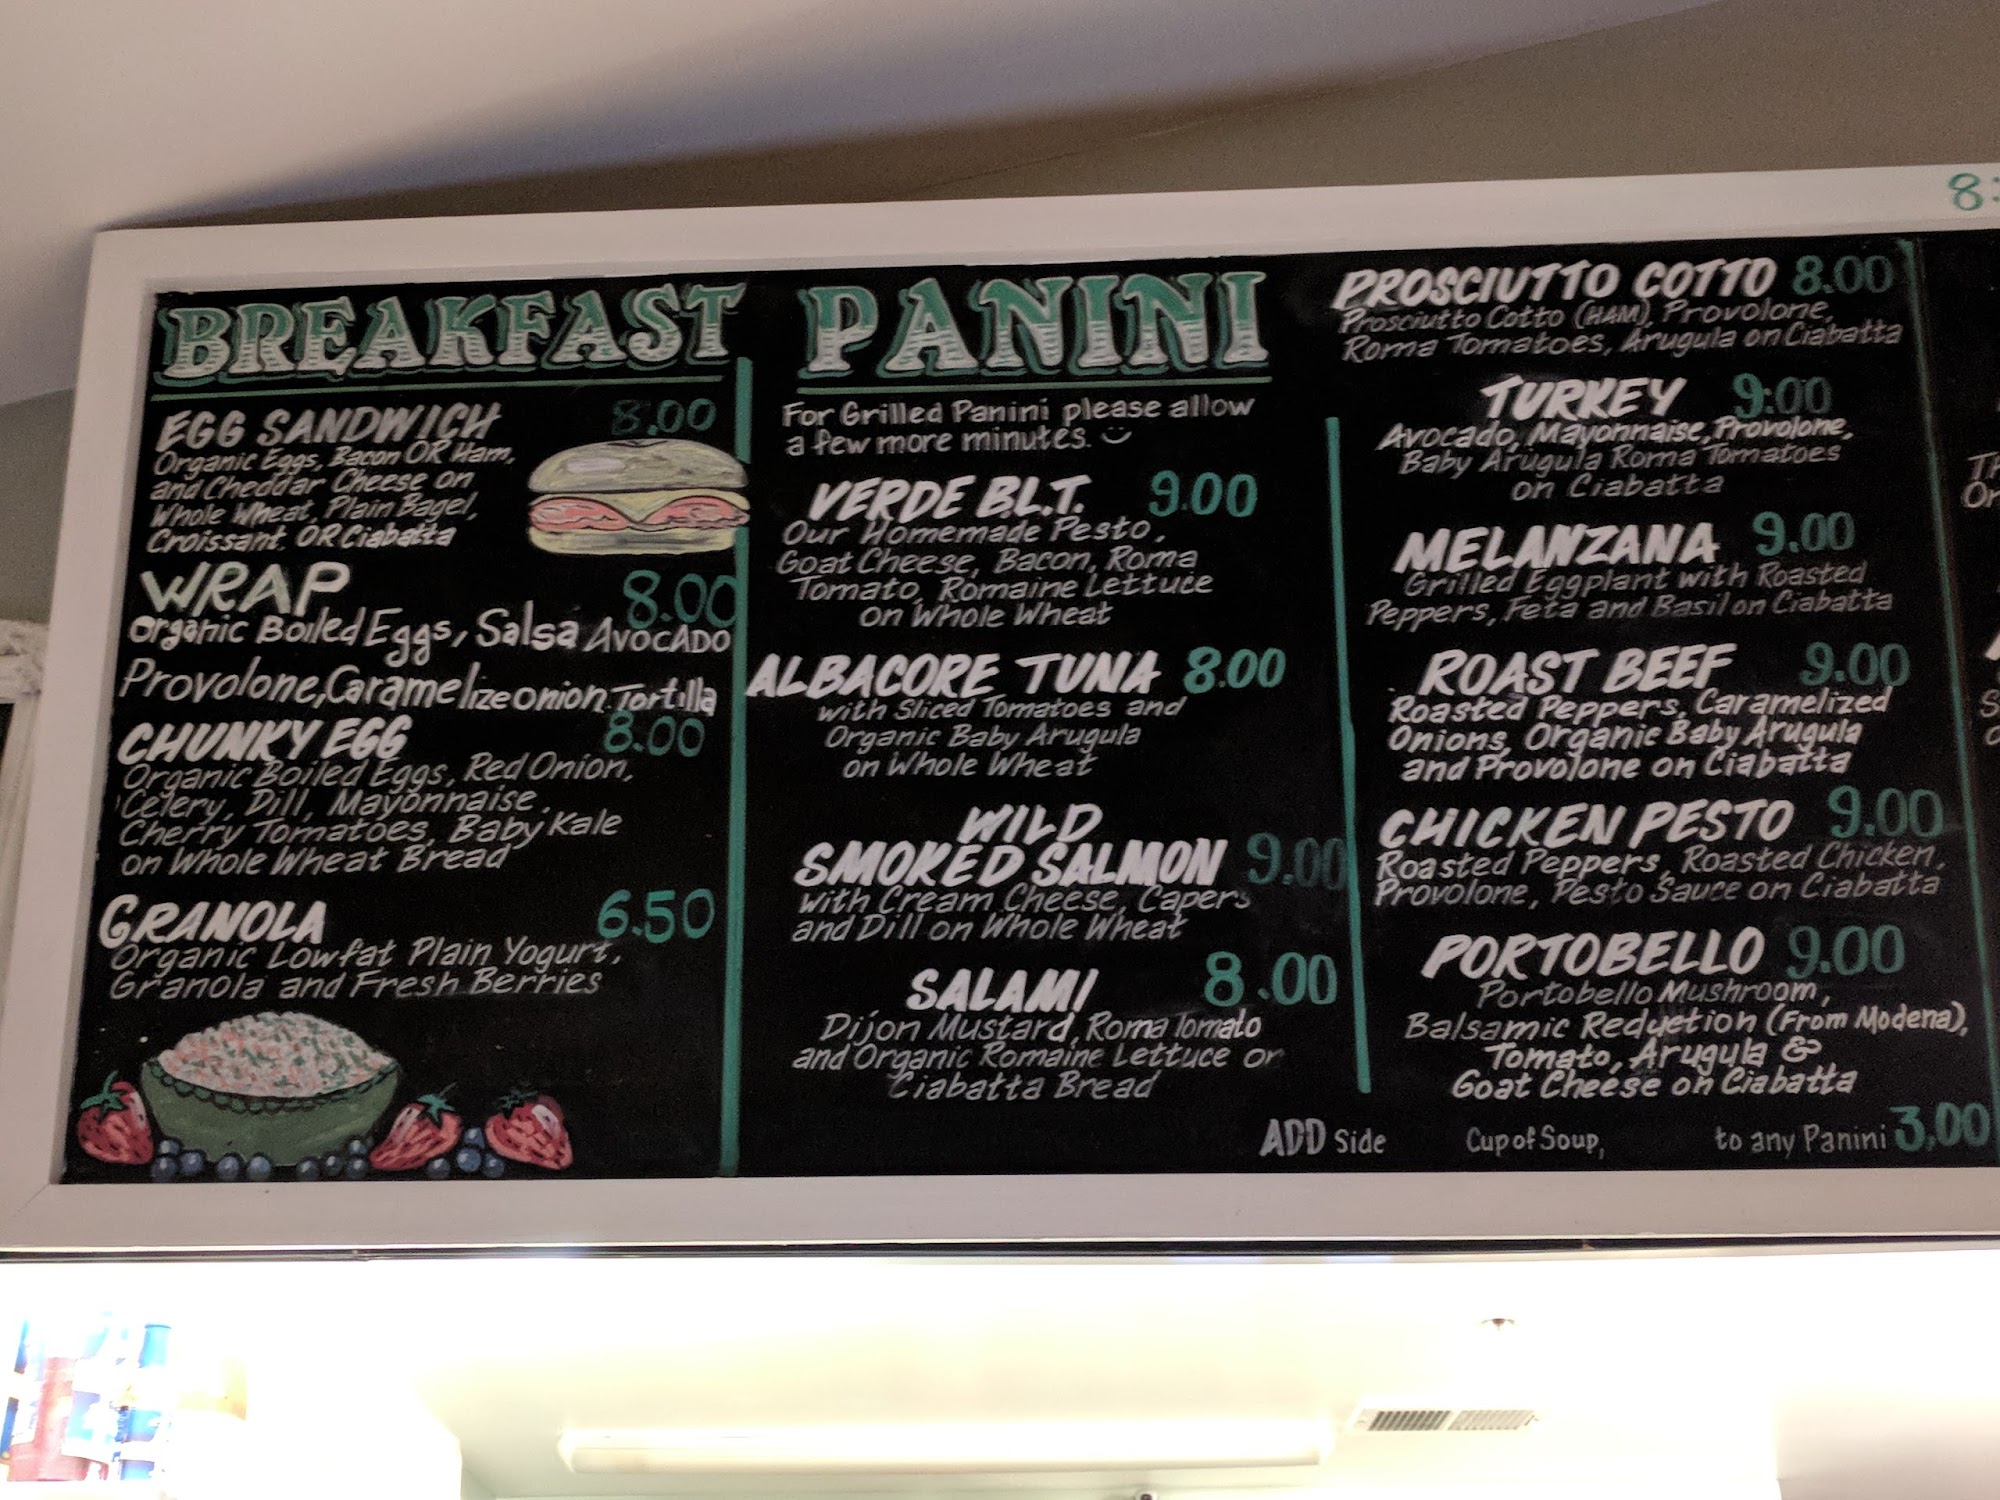 BREAKFAST
EGG SANDWICH 8.00
Organic Eggs, Bacon OR Ham,
and Cheddar Cheese on
Whole Wheat, Plain Bagel,
Croissant OR Ciabatta
WRAP 8.00
Organic Boiled Eggs, Salsa AVOCADO
Provolone, Caramelize onion. Tortilla
CHUNKY EGG 8.00
Organic Boiled Eggs, Red Onion,
Celery, Dill, Mayonnaise,
Cherry Tomatoes, Baby Kale
on Whole Wheat Bread
GRANOLA 6.50
Organic Lowfat Plain Yogurt,
Granola and Fresh Berries
PANINI
For Grilled Panini please allow
a few more minutes.
VERDE B.L.T. 9.00
Our Homemade Pesto,
Goat Cheese, Bacon, Roma
Tomato, Romaine Lettuce
on Whole Wheat
ALBACORE TUNA 8.00
with Sliced Tomatoes and
Organic Baby Arugula
on Whole Wheat
WILD
SMOKED SALMON 9.00
with Cream Cheese, Capers
and Dill on Whole Wheat
SALAMI 8.00
Dijon Mustard, Roma Tomato
and Organic Romaine Lettuce or
Ciabatta Bread
PROSCIUTTO COTTO 8.00
Prosciutto Cotto (HAM), Provolone,
Roma Tomatoes, Arugula on Ciabatta
TURKEY 9:00
Avocado, Mayonnaise, Provolone,
Baby Arugula Roma Tomatoes
on Ciabatta
MELANZANA 9.00
Grilled Eggplant with Roasted
Peppers, Feta and Basil on Ciabatta
ROAST BEEF 9.00
Roasted Peppers, Caramelized
Onions, Organic Baby Arugula
and Provolone on Ciabatta
CHICKEN PESTO 9.00
Roasted Peppers, Roasted Chicken,
Provolone, Pesto Sauce on Ciabatta
PORTOBELLO 9.00
Portobello Mushroom,
Balsamic Reduction (From Modena),
Tomato, Arugula &
Goat Cheese on Ciabatta
ADD Side Cup of Soup, to any Panini 3.00